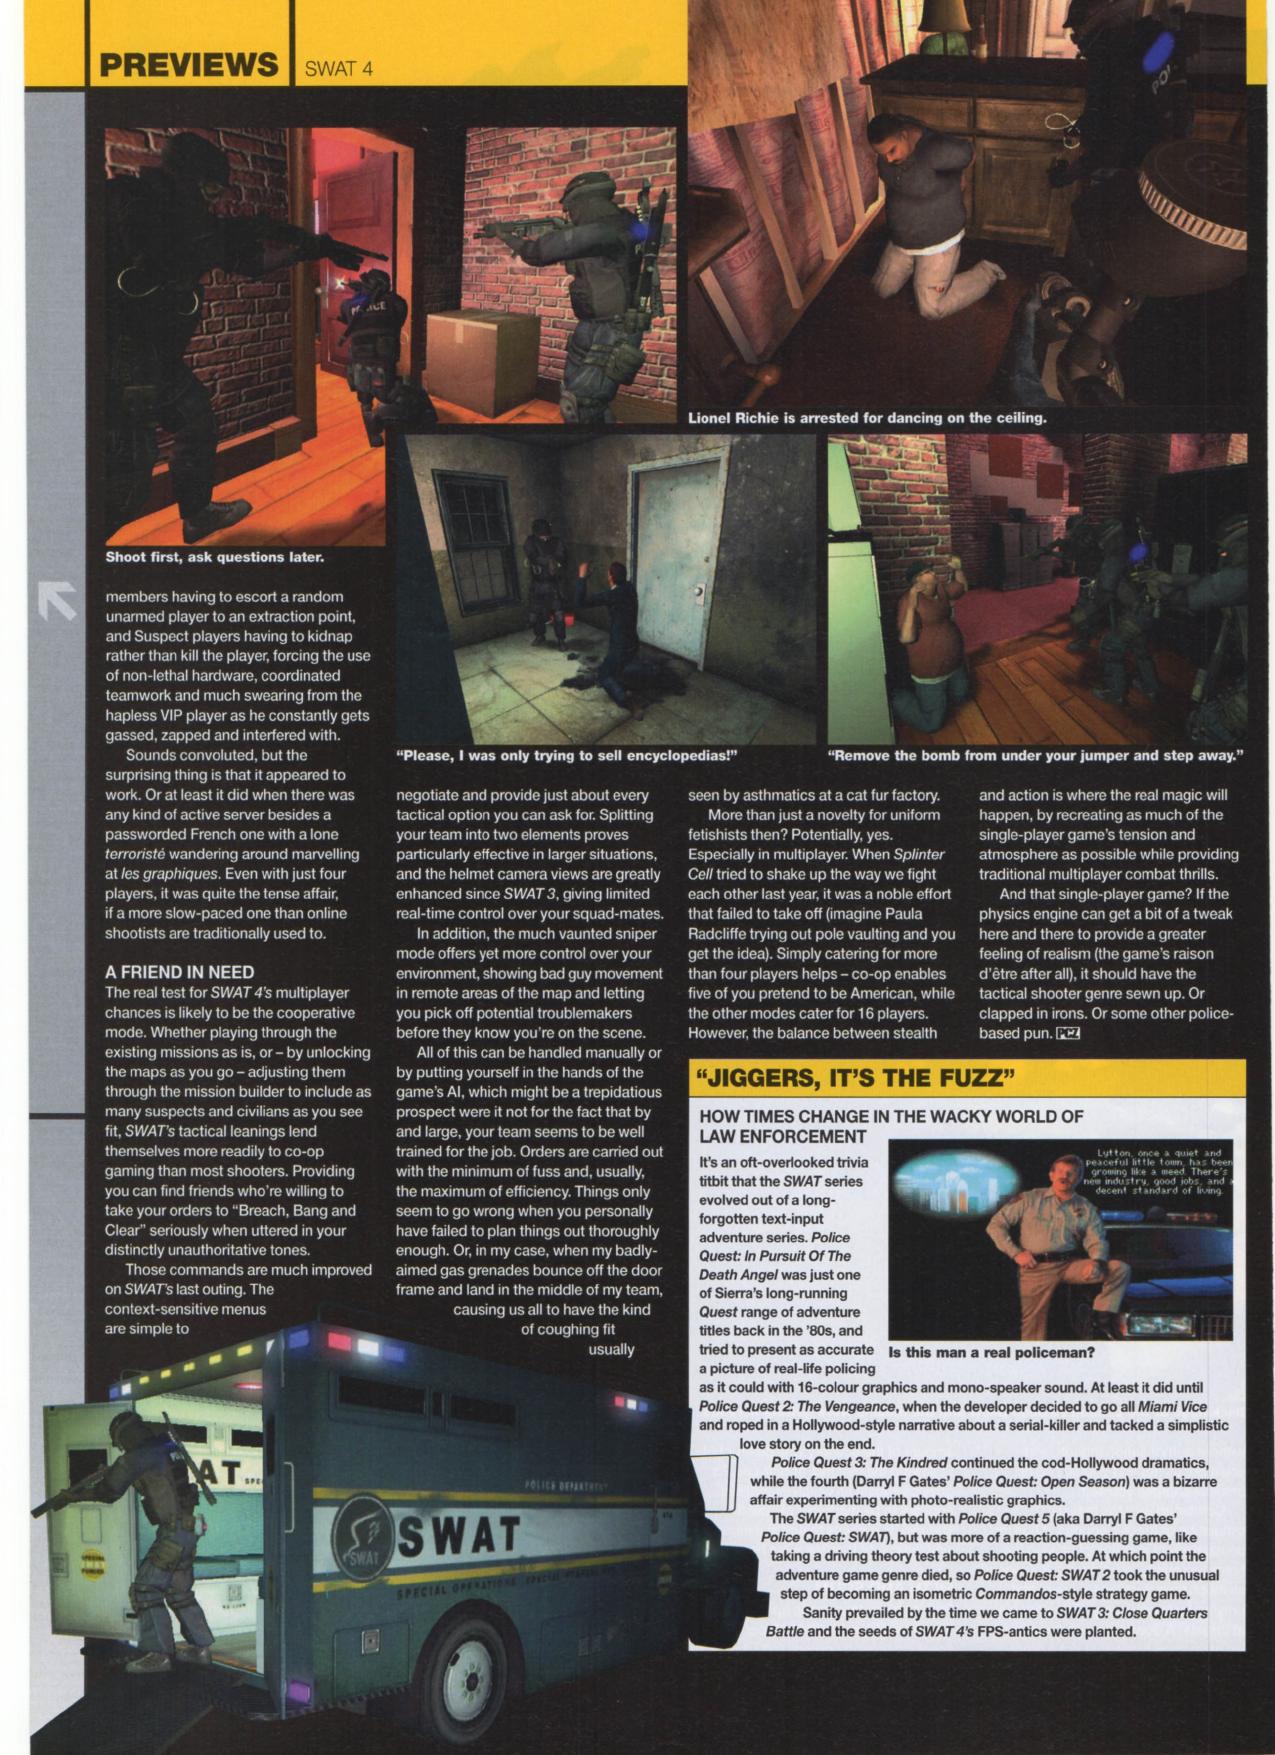 PREVIEWS
SWAT 4
POLICE
PO
Lionel Richie is arrested for dancing on the ceiling.
Shoot first, ask questions later.
“Please, I was only trying to sell encyclopedias!”
“Remove the bomb from under your jumper and step away.”
members having to escort a random
unarmed player to an extraction point,
and Suspect players having to kidnap
rather than kill the player, forcing the use
of non-lethal hardware, coordinated
teamwork and much swearing from the
hapless VIP player as he constantly gets
gassed, zapped and interfered with.
Sounds convoluted, but the
surprising thing is that it appeared to
work. Or at least it did when there was
any kind of active server besides a
passworded French one with a lone
terroristé wandering around marvelling
at les graphiques. Even with just four
players, it was quite the tense affair,
if a more slow-paced one than online
shootists are traditionally used to.
A FRIEND IN NEED
The real test for SWAT 4's multiplayer
chances is likely to be the cooperative
mode. Whether playing through the
existing missions as is, or – by unlocking
the maps as you go – adjusting them
through the mission builder to include as
many suspects and civilians as you see
fit, SWAT's tactical leanings lend
themselves more readily to co-op
gaming than most shooters. Providing
you can find friends who're willing to
take your orders to “Breach, Bang and
Clear” seriously when uttered in your
distinctly unauthoritative tones.
Those commands are much improved
on SWAT's last outing. The
context-sensitive menus
are simple to
negotiate and provide just about every
tactical option you can ask for. Splitting
your team into two elements proves
particularly effective in larger situations,
and the helmet camera views are greatly
enhanced since SWAT 3, giving limited
real-time control over your squad-mates.
In addition, the much vaunted sniper
mode offers yet more control over your
environment, showing bad guy movement
in remote areas of the map and letting
you pick off potential troublemakers
before they know you're on the scene.
All of this can be handled manually or
by putting yourself in the hands of the
game's AI, which might be a trepidatious
prospect were it not for the fact that by
and large, your team seems to be well
trained for the job. Orders are carried out
with the minimum of fuss and, usually,
the maximum of efficiency. Things only
seem to go wrong when you personally
have failed to plan things out thoroughly
enough. Or, in my case, when my badly-
aimed gas grenades bounce off the door
frame and land in the middle of my team,
causing us all to have the kind
of coughing fit
usually
seen by asthmatics at a cat fur factory.
More than just a novelty for uniform
fetishists then? Potentially, yes.
Especially in multiplayer. When Splinter
Cell tried to shake up the way we fight
each other last year, it was a noble effort
that failed to take off (imagine Paula
Radcliffe trying out pole vaulting and you
get the idea). Simply catering for more
than four players helps – co-op enables
five of you pretend to be American, while
the other modes cater for 16 players.
However, the balance between stealth
and action is where the real magic will
happen, by recreating as much of the
single-player game's tension and
atmosphere as possible while providing
traditional multiplayer combat thrills.
And that single-player game? If the
physics engine can get a bit of a tweak
here and there to provide a greater
feeling of realism (the game's raison
d'être after all), it should have the
tactical shooter genre sewn up. Or
clapped in irons. Or some other police-
based pun. PCZ
“JIGGERS, IT'S THE FUZZ”
HOW TIMES CHANGE IN THE WACKY WORLD OF
LAW ENFORCEMENT
It's an oft-overlooked trivia
titbit that the SWAT series
evolved out of a long-
forgotten text-input
adventure series. Police
Quest: In Pursuit Of The
Death Angel was just one
of Sierra's long-running
Quest range of adventure
titles back in the '80s, and
tried to present as accurate
a picture of real-life policing
as it could with 16-colour graphics and mono-speaker sound. At least it did until
Police Quest 2: The Vengeance, when the developer decided to go all Miami Vice
and roped in a Hollywood-style narrative about a serial-killer and tacked a simplistic
love story on the end.
Police Quest 3: The Kindred continued the cod-Hollywood dramatics,
while the fourth (Darryl F Gates' Police Quest: Open Season) was a bizarre
affair experimenting with photo-realistic graphics.
The SWAT series started with Police Quest 5 (aka Darryl F Gates'
Police Quest: SWAT), but was more of a reaction-guessing game, like
taking a driving theory test about shooting people. At which point the
adventure game genre died, so Police Quest: SWAT 2 took the unusual
step of becoming an isometric Commandos-style strategy game.
Sanity prevailed by the time we came to SWAT 3: Close Quarters
Battle and the seeds of SWAT 4's FPS-antics were planted.
Lytton, once a quiet and
peaceful little town, has been
growing like a weed. There's
new industry, good jobs, and a
decent standard of living.
Is this man a real policeman?
AT
SPE
POLICE DEPARTMENT
SWAT
SWAT
SPECIAL OPERATIONS